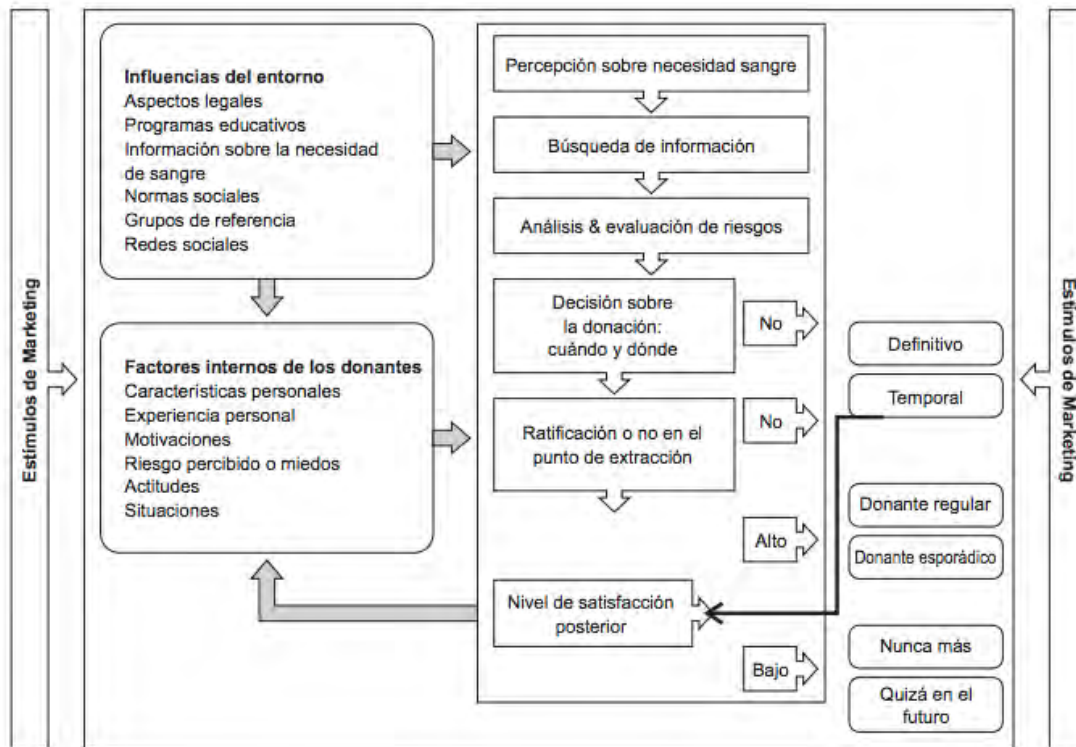 Estímulos de Marketing
Influencias del entorno
Aspectos legales
Programas educativos
Información sobre la necesidad
de sangre
Normas sociales
Grupos de referencia
Redes sociales
Factores internos de los donantes
Características personales
Experiencia personal
Motivaciones
Riesgo percibido o miedos
Actitudes
Situaciones
Percepción sobre necesidad sangre
Búsqueda de información
Análisis & evaluación de riesgos
Decisión sobre
la donación:
cuándo y dónde
No
Ratificación o no en el
punto de extracción
No
Alto
Nivel de satisfacción
posterior
Bajo
Definitivo
Temporal
Donante regular
Donante esporádico
Nunca más
Quizá en el
futuro
Estímulos de Marketing